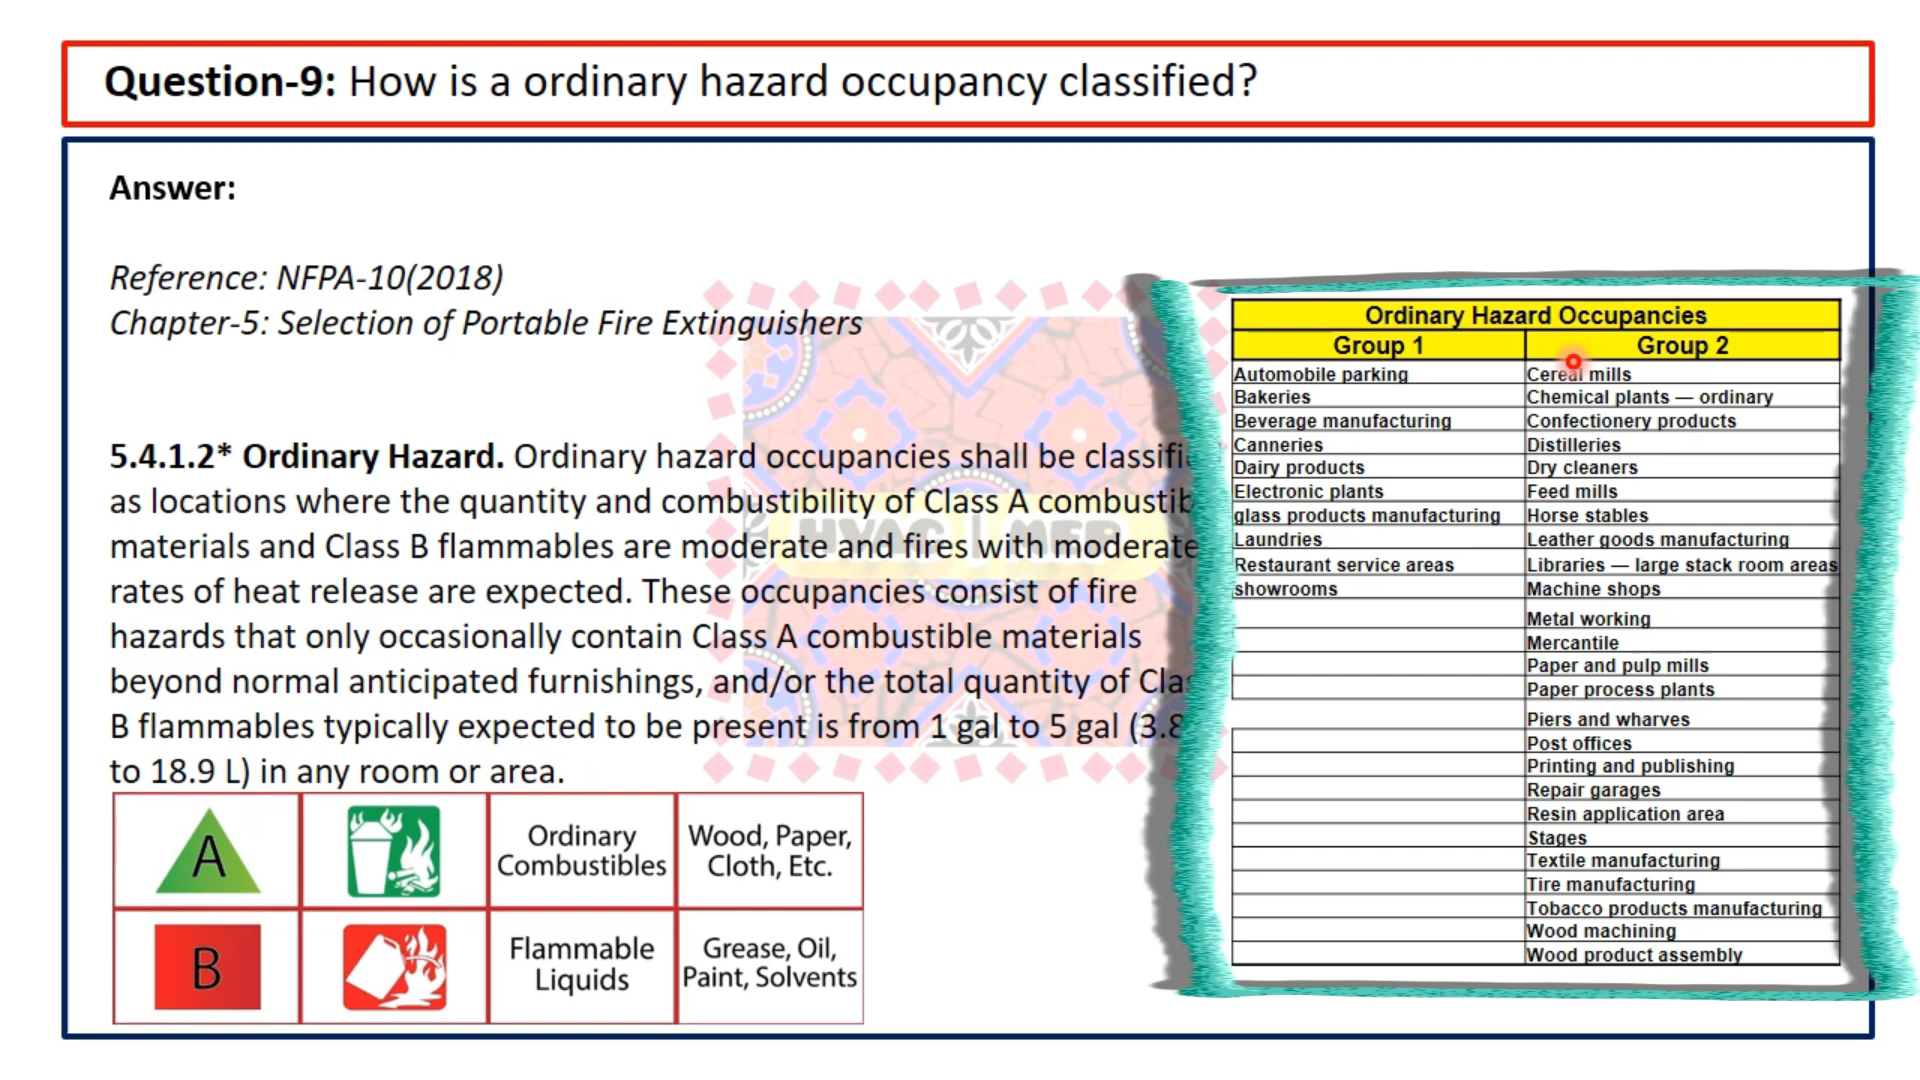 Question-9: How is a ordinary hazard occupancy classified?
Answer:
Reference: NFPA-10(2018)
Chapter-5: Selection of Portable Fire Extinguishers
5.4.1.2* Ordinary Hazard. Ordinary hazard occupancies shall be classifi
as locations where the quantity and combustibility of Class A combustib
materials and Class B flammables are moderate and fires with moderate
rates of heat release are expected. These occupancies consist of fire
hazards that only occasionally contain Class A combustible materials
beyond normal anticipated furnishings, and/or the total quantity of Cla
B flammables typically expected to be present is from 1 gal to 5 gal (3.8
to 18.9 L) in any room or area.
HVAC | MEP
A
Ordinary
Combustibles
Wood, Paper,
Cloth, Etc.
B
Flammable
Liquids
Grease, Oil,
Paint, Solvents
Ordinary Hazard Occupancies
Group 1 Group 2
Automobile parking Cereal mills
Bakeries Chemical plants — ordinary
Beverage manufacturing Confectionery products
Canneries Distilleries
Dairy products Dry cleaners
Electronic plants Feed mills
glass products manufacturing Horse stables
Laundries Leather goods manufacturing
Restaurant service areas Libraries — large stack room areas
showrooms Machine shops
Metal working
Mercantile
Paper and pulp mills
Paper process plants
Piers and wharves
Post offices
Printing and publishing
Repair garages
Resin application area
Stages
Textile manufacturing
Tire manufacturing
Tobacco products manufacturing
Wood machining
Wood product assembly